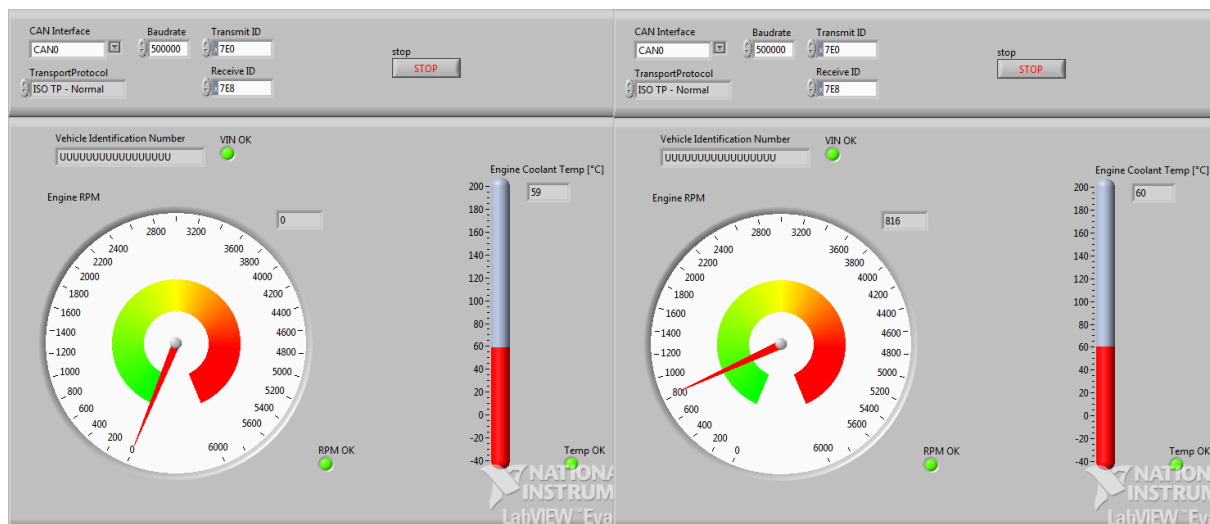 CAN Interface Baudrate Transmit ID
CAN0 500000 x 7E0
stop
STOP
TransportProtocol Receive ID
ISO TP - Normal x 7E8
Vehicle Identification Number VIN OK
UUUUUUUUUUUUUUUUU
Engine Coolant Temp [°C]
59
Engine RPM
0
0 200 400 600 800 1000 1200 1400 1600 1800 2000 2200 2400 2800 3200 3600 3800 4000 4200 4400 4600 4800 5000 5200 5400 5600 6000
200
180
160
140
120
100
80
60
40
20
0
-20
-40
RPM OK
Temp OK
NATIONA
INSTRUM
LabVIEW™ Eva
CAN Interface Baudrate Transmit ID
CAN0 500000 x 7E0
stop
STOP
TransportProtocol Receive ID
ISO TP - Normal x 7E8
Vehicle Identification Number VIN OK
UUUUUUUUUUUUUUUUU
Engine Coolant Temp [°C]
60
Engine RPM
816
0 200 400 600 800 1000 1200 1400 1600 1800 2000 2200 2400 2800 3200 3600 3800 4000 4200 4400 4600 4800 5000 5200 5400 5600 6000
200
180
160
140
120
100
80
60
40
20
0
-20
-40
RPM OK
Temp OK
NATIONA
INSTRUM
LabVIEW™ Eva